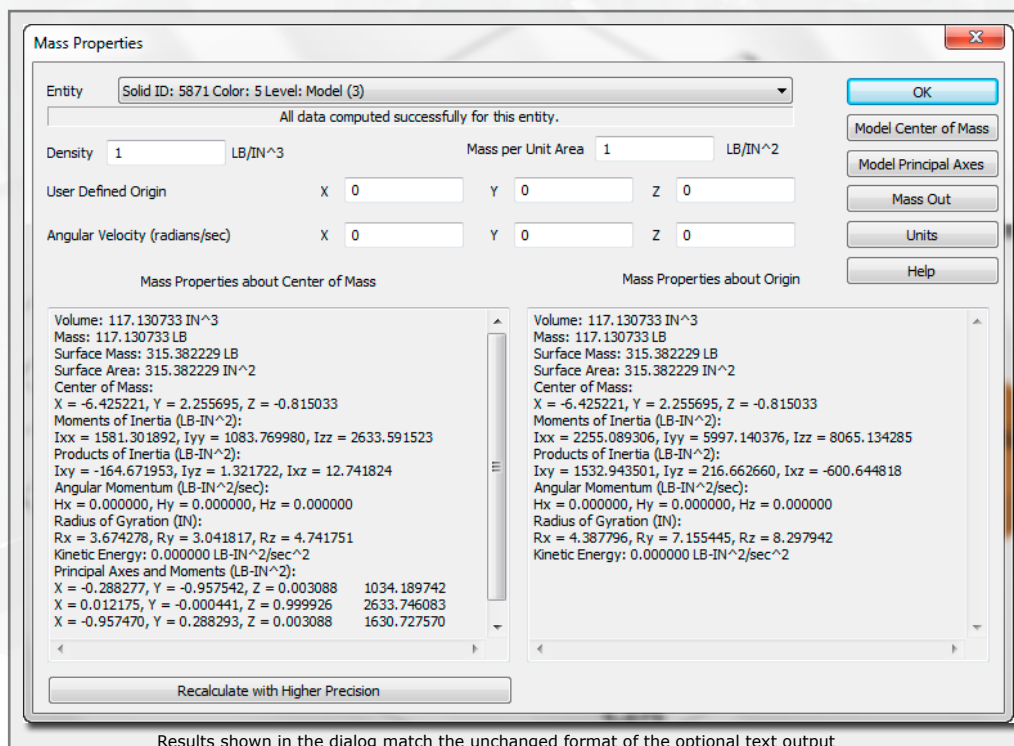 Mass Properties
Entity Solid ID: 5871 Color: 5 Level: Model (3) OK
All data computed successfully for this entity.
Model Center of Mass
Density 1 LB/IN^3 Mass per Unit Area 1 LB/IN^2
Model Principal Axes
User Defined Origin X 0 Y 0 Z 0
Mass Out
Angular Velocity (radians/sec) X 0 Y 0 Z 0 Units
Help
Mass Properties about Center of Mass
Volume: 117.130733 IN^3
Mass: 117.130733 LB
Surface Mass: 315.382229 LB
Surface Area: 315.382229 IN^2
Center of Mass:
X = -6.425221, Y = 2.255695, Z = -0.815033
Moments of Inertia (LB-IN^2):
Ixx = 1581.301892, Iyy = 1083.769980, Izz = 2633.591523
Products of Inertia (LB-IN^2):
Ixy = -164.671953, Iyz = 1.321722, Ixz = 12.741824
Angular Momentum (LB-IN^2/sec):
Hx = 0.000000, Hy = 0.000000, Hz = 0.000000
Radius of Gyration (IN):
Rx = 3.674278, Ry = 3.041817, Rz = 4.741751
Kinetic Energy: 0.000000 LB-IN^2/sec^2
Principal Axes and Moments (LB-IN^2):
X = -0.288277, Y = -0.957542, Z = 0.003088 1034.189742
X = 0.012175, Y = -0.000441, Z = 0.999926 2633.746083
X = -0.957470, Y = 0.288293, Z = 0.003088 1630.727570
Mass Properties about Origin
Volume: 117.130733 IN^3
Mass: 117.130733 LB
Surface Mass: 315.382229 LB
Surface Area: 315.382229 IN^2
Center of Mass:
X = -6.425221, Y = 2.255695, Z = -0.815033
Moments of Inertia (LB-IN^2):
Ixx = 2255.089306, Iyy = 5997.140376, Izz = 8065.134285
Products of Inertia (LB-IN^2):
Ixy = 1532.943501, Iyz = 216.662660, Ixz = -600.644818
Angular Momentum (LB-IN^2/sec):
Hx = 0.000000, Hy = 0.000000, Hz = 0.000000
Radius of Gyration (IN):
Rx = 4.387796, Ry = 7.155445, Rz = 8.297942
Kinetic Energy: 0.000000 LB-IN^2/sec^2
Recalculate with Higher Precision
Results shown in the dialog match the unchanged format of the optional text output